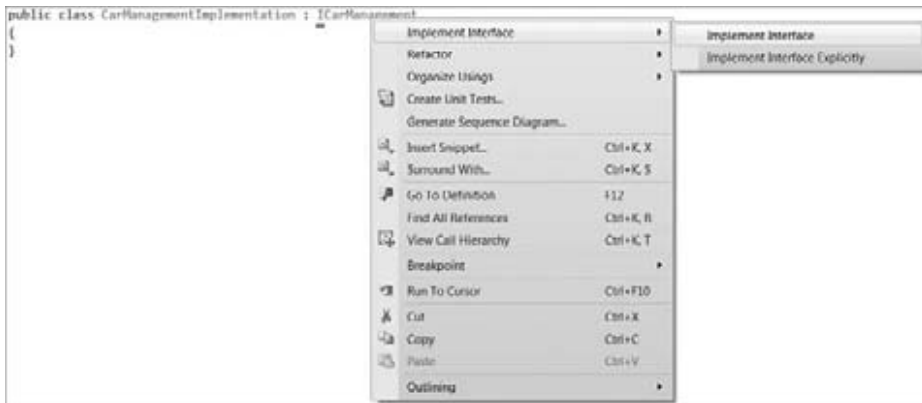 public class CarManagementImplementation : ICarManagement
{
}
Implement Interface
Implement Interface
Implement Interface Explicitly
Refactor
Organize Usings
Create Unit Tests...
Generate Sequence Diagram...
Insert Snippet... Ctrl+K, X
Surround With... Ctrl+K, S
Go To Definition F12
Find All References Ctrl+K, R
View Call Hierarchy Ctrl+K, T
Breakpoint
Run To Cursor Ctrl+F10
Cut Ctrl+X
Copy Ctrl+C
Paste Ctrl+V
Outlining